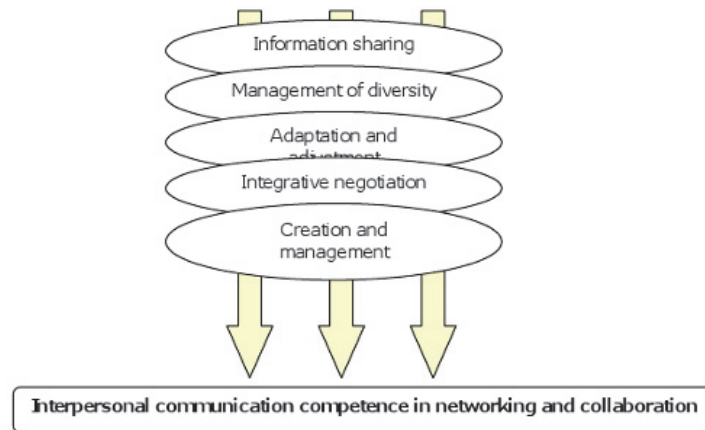 Information sharing
Management of diversity
Adaptation and
adjustment
Integrative negotiation
Creation and
management
Interpersonal communication competence in networking and collaboration